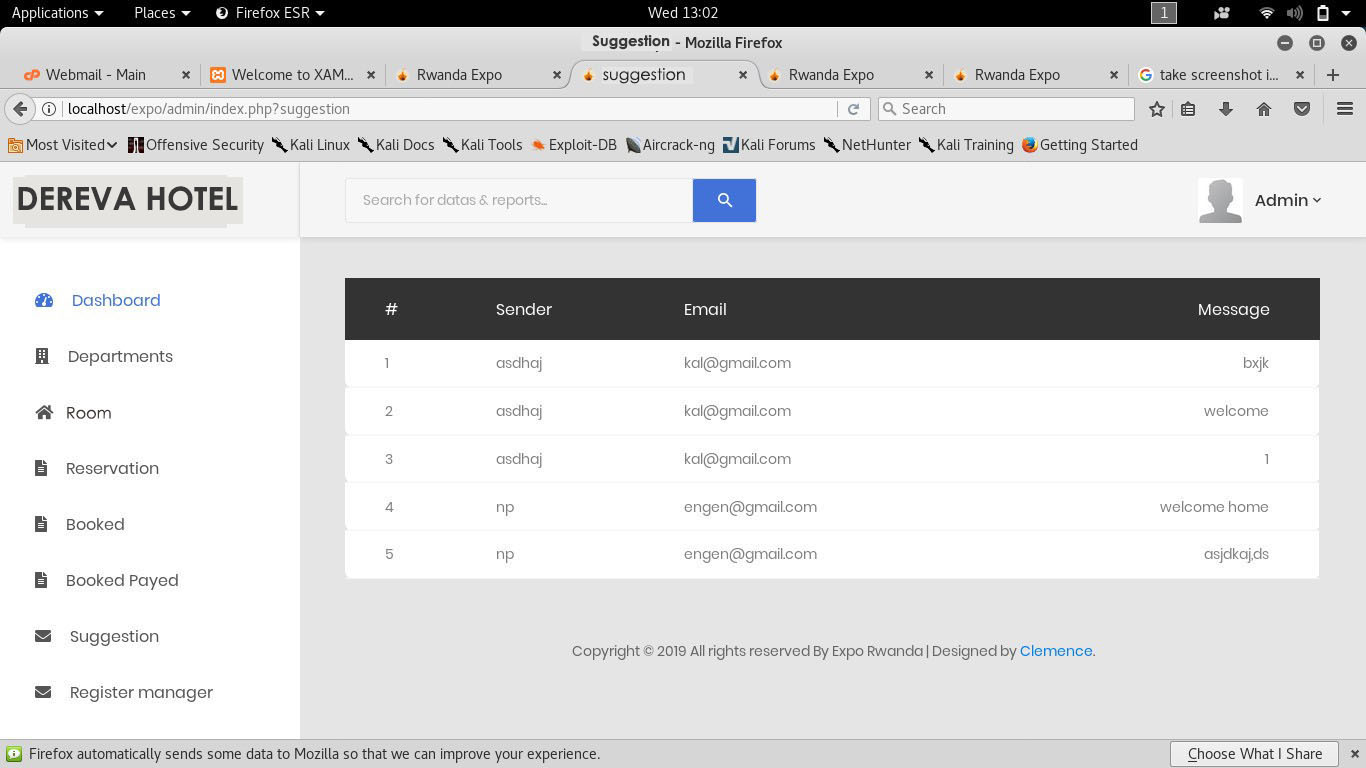 Applications Places Firefox ESR Wed 13:02 1
Suggestion - Mozilla Firefox
Webmail - Main Welcome to XAM... Rwanda Expo suggestion Rwanda Expo Rwanda Expo take screenshot i...
localhost/expo/admin/index.php?suggestion Search
Most Visited Offensive Security Kali Linux Kali Docs Kali Tools Exploit-DB Aircrack-ng Kali Forums NetHunter Kali Training Getting Started
DEREVA HOTEL Search for datas & reports... Admin
Dashboard
Departments
Room
Reservation
Booked
Booked Payed
Suggestion
Register manager
# Sender Email Message
1 asdhaj kal@gmail.com bxjk
2 asdhaj kal@gmail.com welcome
3 asdhaj kal@gmail.com 1
4 np engen@gmail.com welcome home
5 np engen@gmail.com asjdkaj,ds
Copyright © 2019 All rights reserved By Expo Rwanda | Designed by Clemence.
Firefox automatically sends some data to Mozilla so that we can improve your experience. Choose What I Share